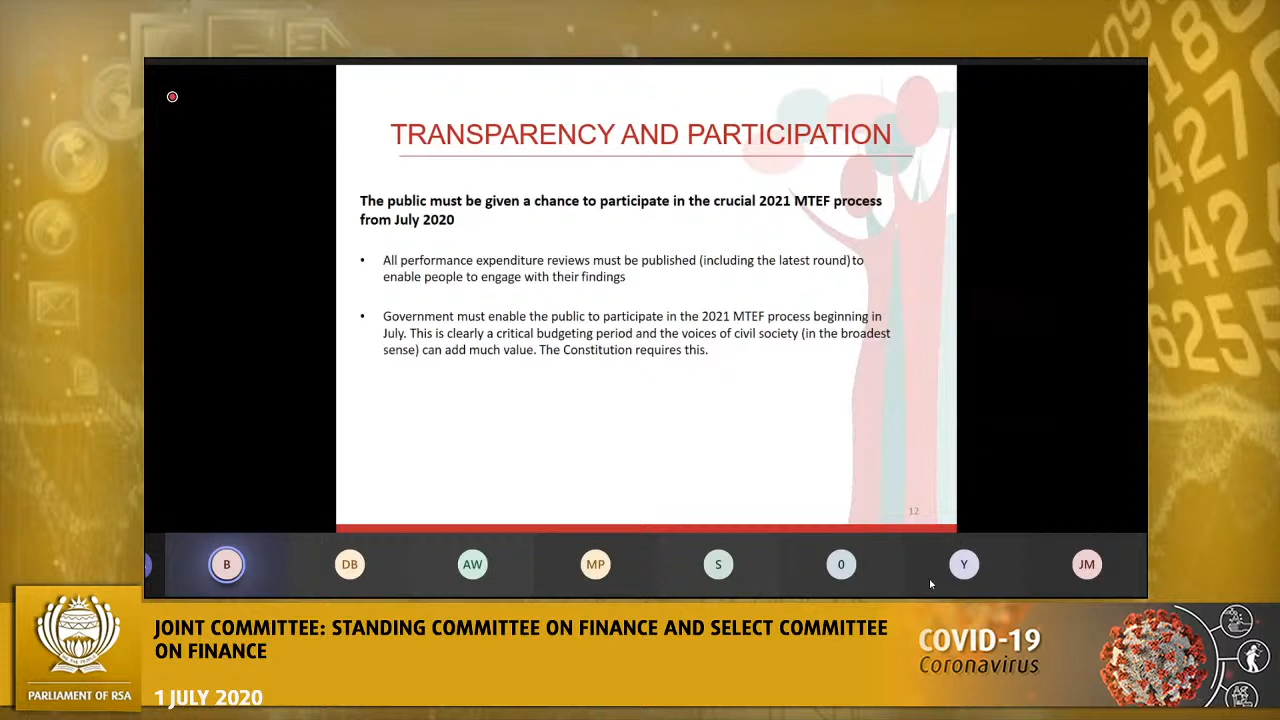 TRANSPARENCY AND PARTICIPATION
The public must be given a chance to participate in the crucial 2021 MTEF process
from July 2020
• All performance expenditure reviews must be published (including the latest round) to
enable people to engage with their findings
• Government must enable the public to participate in the 2021 MTEF process beginning in
July. This is clearly a critical budgeting period and the voices of civil society (in the broadest
sense) can add much value. The Constitution requires this.
12
B DB AW MP S 0 Y JM
JOINT COMMITTEE: STANDING COMMITTEE ON FINANCE AND SELECT COMMITTEE
ON FINANCE
1 JULY 2020
PARLIAMENT OF RSA
COVID-19
Coronavirus